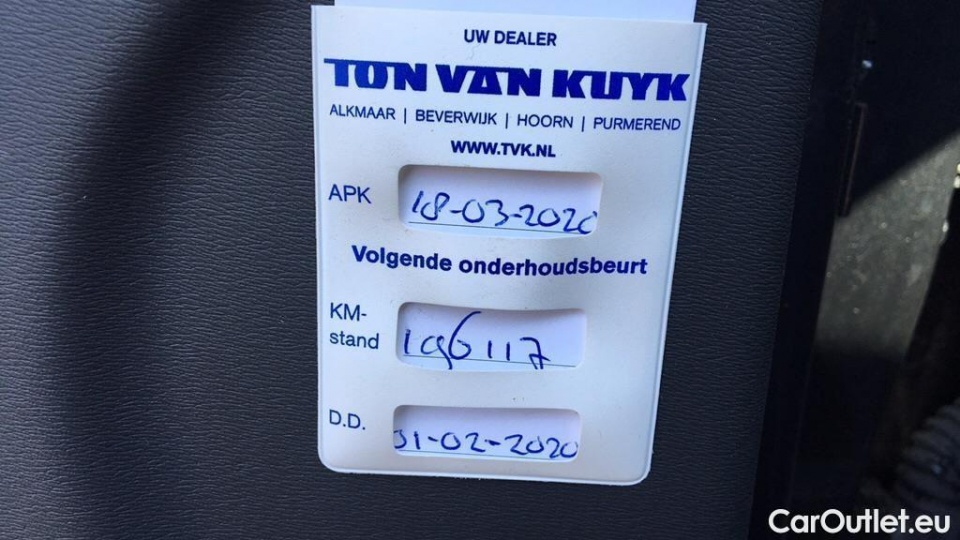 UW DEALER
TON VAN KUYK
ALKMAAR | BEVERWIJK | HOORN | PURMEREND
WWW.TVK.NL
APK 18-03-2020
Volgende onderhoudsbeurt
KM-
stand 196117
D.D. 01-02-2020
CarOutlet.eu